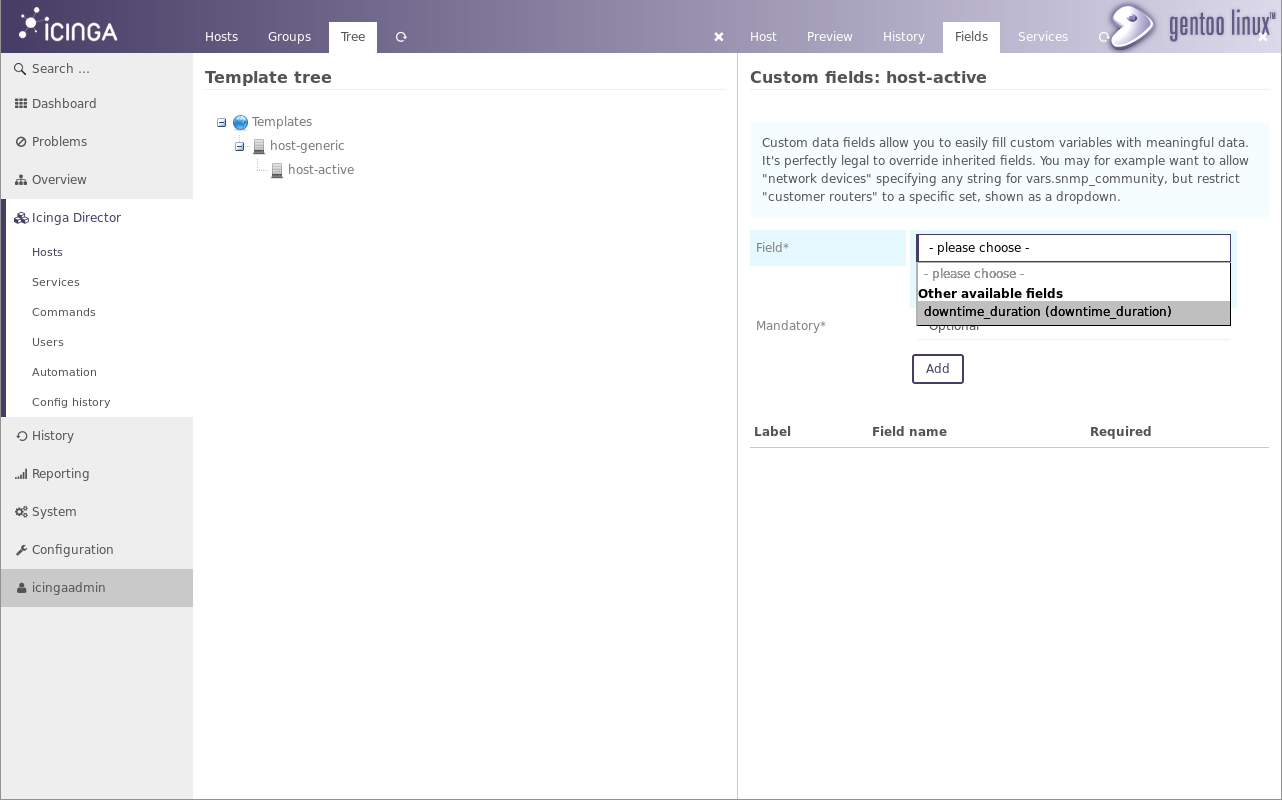 icinga
Hosts
Groups
Tree
Host
Preview
History
Fields
Services
gentoo linux™
Search ...
Dashboard
Problems
Overview
Icinga Director
Hosts
Services
Commands
Users
Automation
Config history
History
Reporting
System
Configuration
icingaadmin
Template tree
Templates
host-generic
host-active
Custom fields: host-active
Custom data fields allow you to easily fill custom variables with meaningful data.
It's perfectly legal to override inherited fields. You may for example want to allow
"network devices" specifying any string for vars.snmp_community, but restrict
"customer routers" to a specific set, shown as a dropdown.
Field*
- please choose -
- please choose -
Other available fields
downtime_duration (downtime_duration)
Mandatory*
Optional
Add
Label
Field name
Required